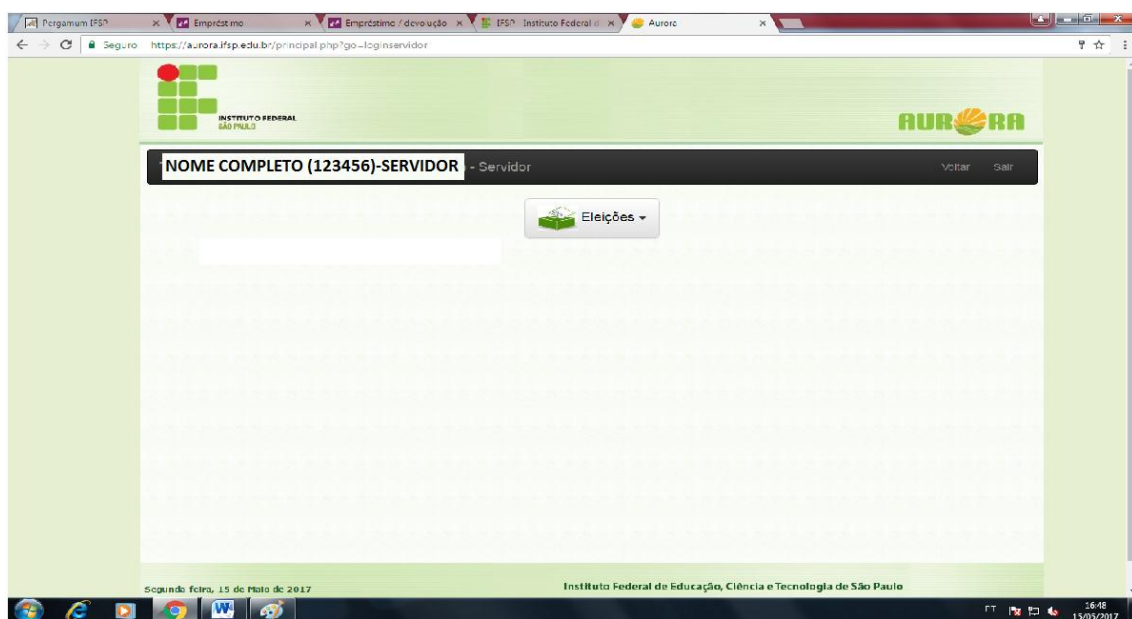 Pergamum IFSP
Empréstimo
Empréstimo / devolução
IFSP Instituto Federal d
Aurora
Seguro https://aurora.ifsp.edu.br/principal.php?go=loginservidor
INSTITUTO FEDERAL
SÃO PAULO
AURORA
NOME COMPLETO (123456)-SERVIDOR - Servidor
Voltar Sair
Eleições
Segunda feira, 15 de Maio de 2017
Instituto Federal de Educação, Ciência e Tecnologia de São Paulo
PT
16:48
15/05/2017